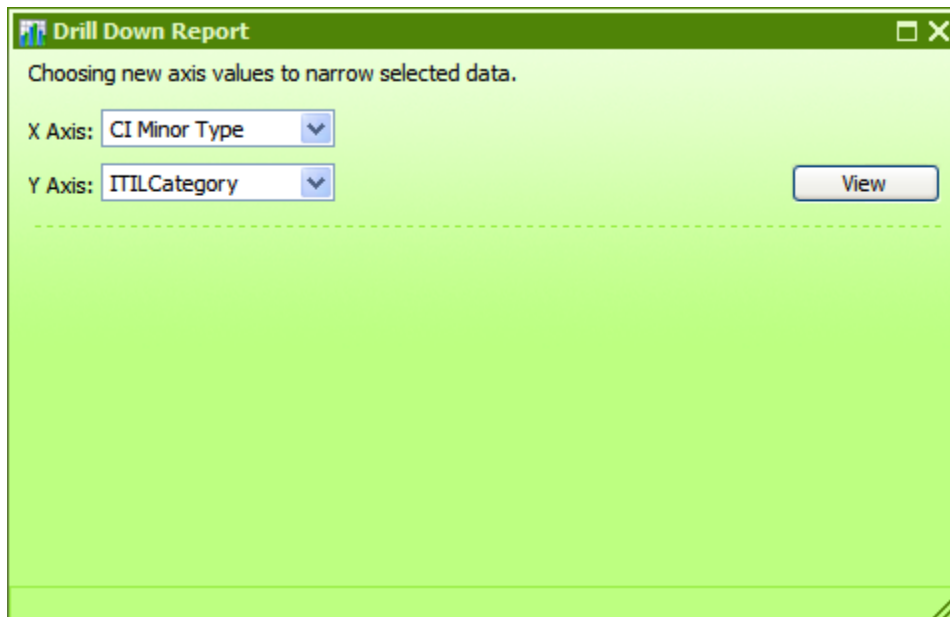 Drill Down Report
Choosing new axis values to narrow selected data.
X Axis: CI Minor Type
Y Axis: ITILCategory View